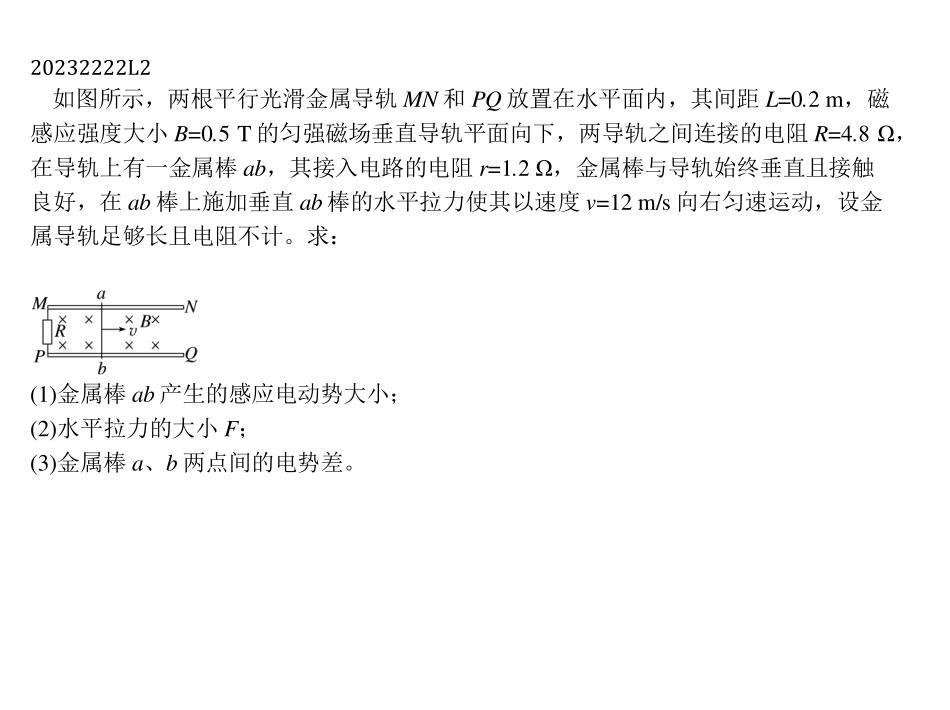 20232222L2
如图所示，两根平行光滑金属导轨 MN 和 PQ 放置在水平面内，其间距 L=0.2 m，磁
感应强度大小 B=0.5 T 的匀强磁场垂直导轨平面向下，两导轨之间连接的电阻 R=4.8 Ω，
在导轨上有一金属棒 ab，其接入电路的电阻 r=1.2 Ω，金属棒与导轨始终垂直且接触
良好，在 ab 棒上施加垂直 ab 棒的水平拉力使其以速度 v=12 m/s 向右匀速运动，设金
属导轨足够长且电阻不计。求：
a
M N
R v B
P Q
b
(1)金属棒 ab 产生的感应电动势大小；
(2)水平拉力的大小 F；
(3)金属棒 a、b 两点间的电势差。